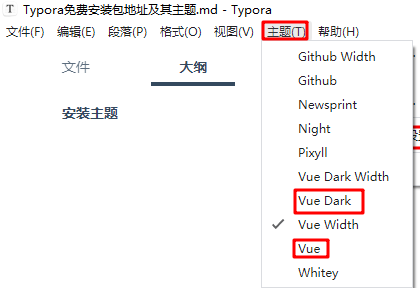 T Typora免费安装包地址及其主题.md - Typora
文件(F) 编辑(E) 段落(P) 格式(O) 视图(V) 主题(T) 帮助(H)
文件 大纲
安装主题
Github Width
Github
Newsprint
Night
Pixyll
Vue Dark Width
Vue Dark
Vue Width
Vue
Whitey